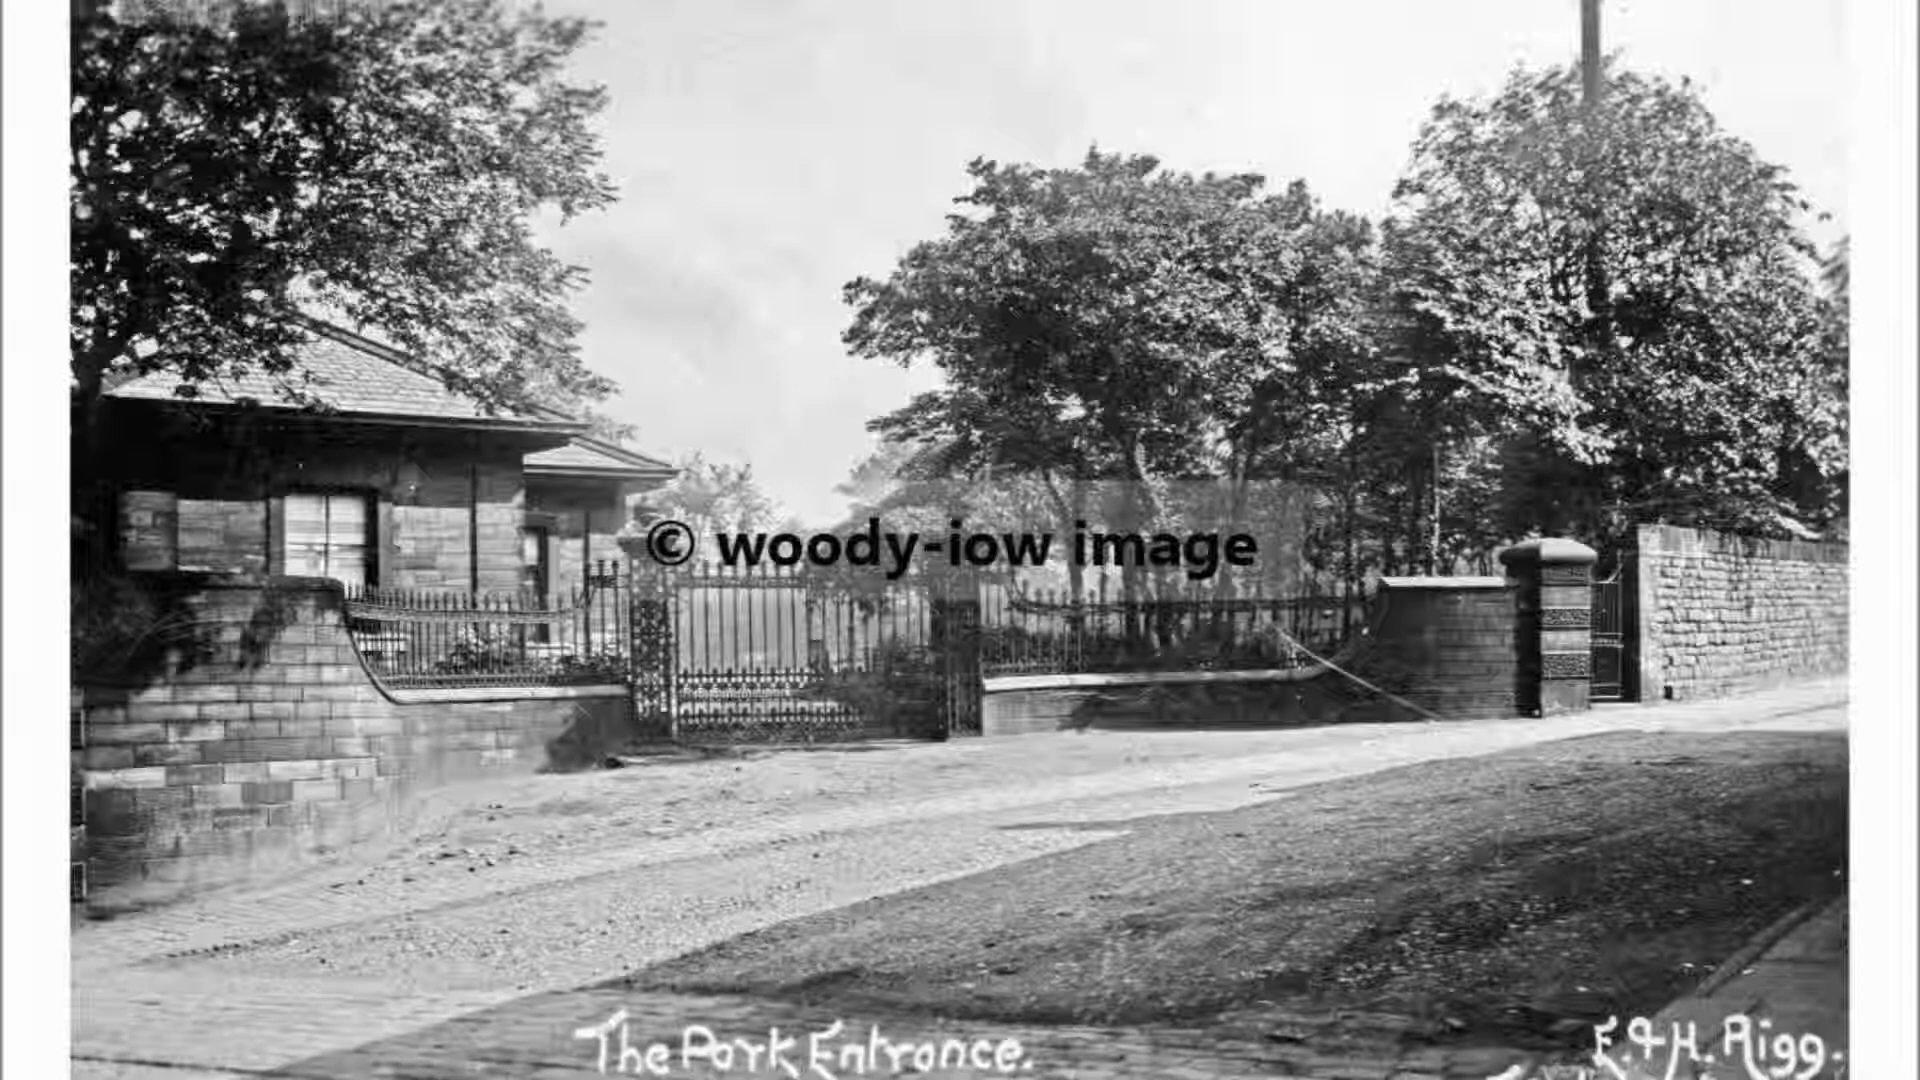 © woody-iow image
The Park Entrance.
E. & H. Rigg.